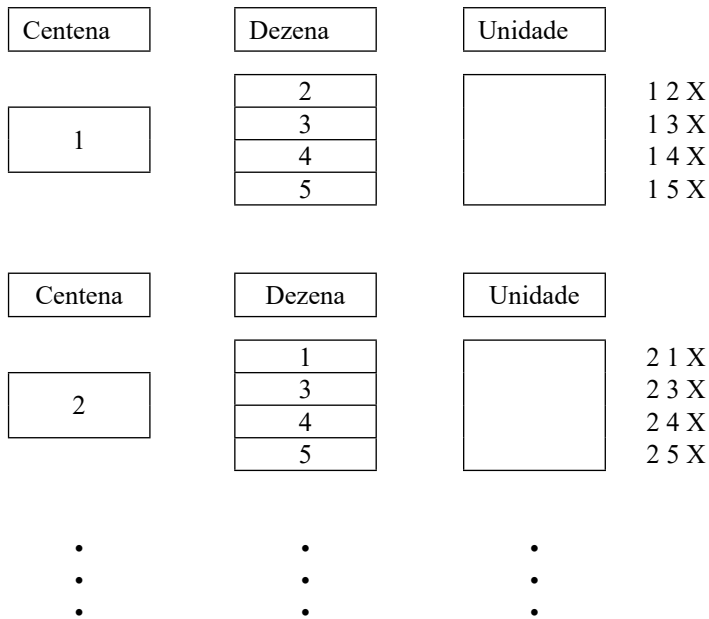 Centena Dezena Unidade
2 1 2 X
3 1 3 X
1
4 1 4 X
5 1 5 X
Centena Dezena Unidade
1 2 1 X
3 2 3 X
2
4 2 4 X
5 2 5 X
• • •
• • •
• • •